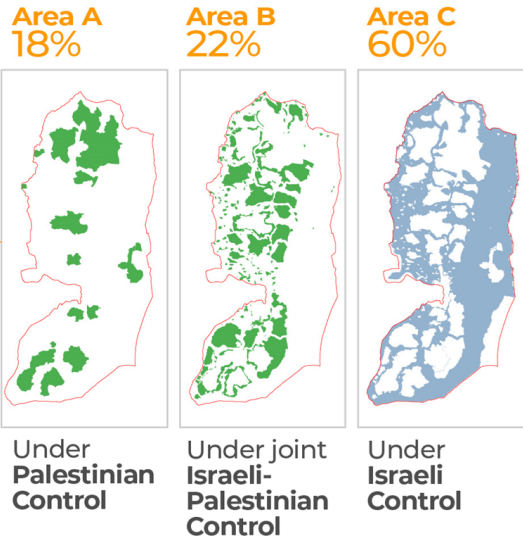 Area A
18%
Under
Palestinian
Control
Area B
22%
Under joint
Israeli-
Palestinian
Control
Area C
60%
Under
Israeli
Control